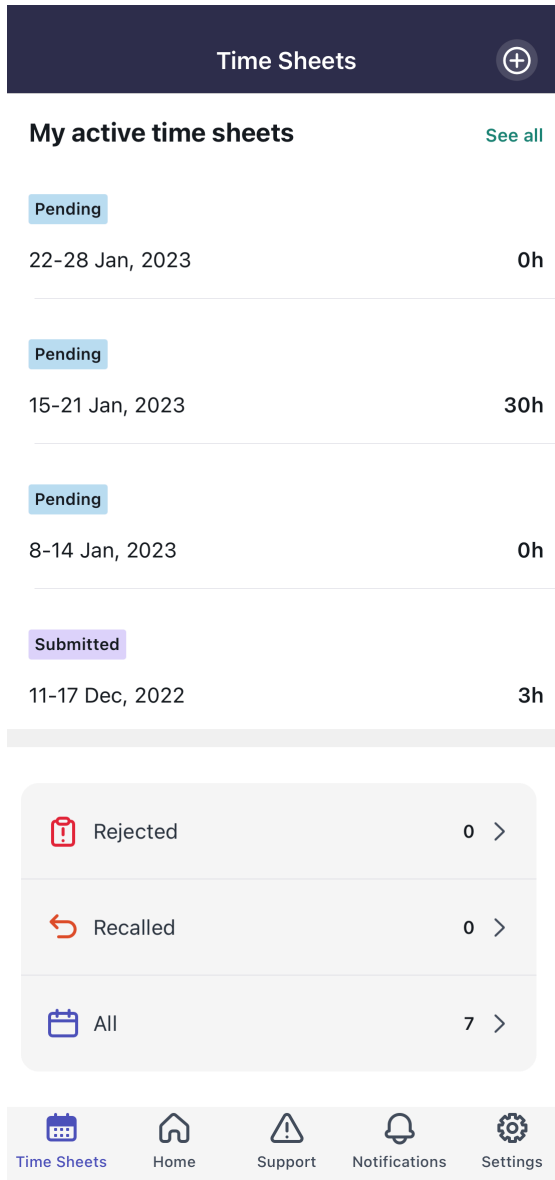 Time Sheets
My active time sheets See all
Pending
22-28 Jan, 2023 0h
Pending
15-21 Jan, 2023 30h
Pending
8-14 Jan, 2023 0h
Submitted
11-17 Dec, 2022 3h
Rejected 0
Recalled 0
All 7
Time Sheets Home Support Notifications Settings